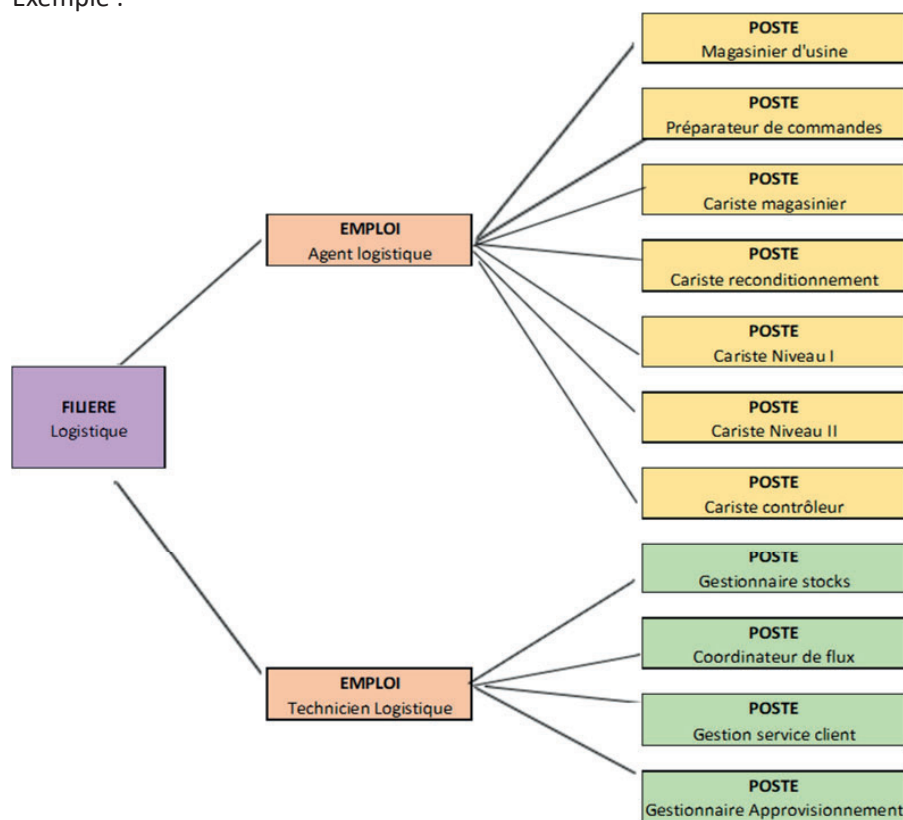 Exemple :
POSTE
Magasinier d'usine
POSTE
Préparateur de commandes
POSTE
Cariste magasinier
EMPLOI
Agent logistique
POSTE
Cariste reconditionnement
POSTE
Cariste Niveau I
FILIERE
Logistique
POSTE
Cariste Niveau II
POSTE
Cariste contrôleur
POSTE
Gestionnaire stocks
POSTE
Coordinateur de flux
EMPLOI
Technicien Logistique
POSTE
Gestion service client
POSTE
Gestionnaire Approvisionnement